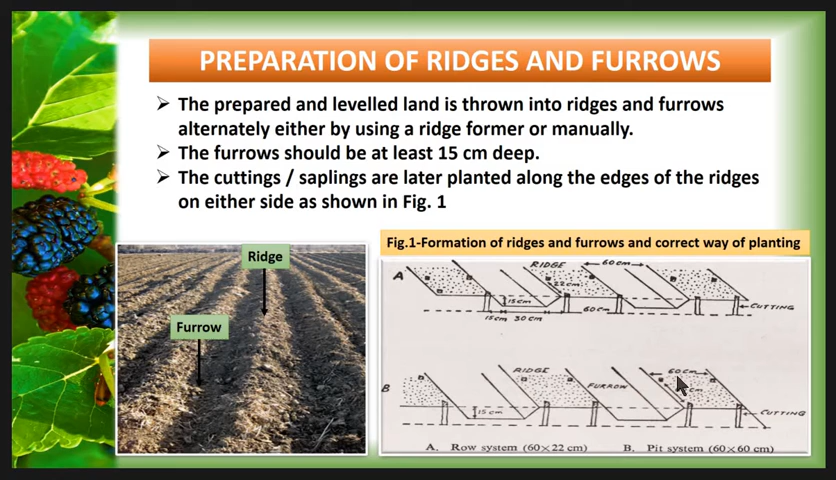 PREPARATION OF RIDGES AND FURROWS
➢ The prepared and levelled land is thrown into ridges and furrows
alternately either by using a ridge former or manually.
➢ The furrows should be at least 15 cm deep.
➢ The cuttings / saplings are later planted along the edges of the ridges
on either side as shown in Fig. 1
Fig.1-Formation of ridges and furrows and correct way of planting
Ridge
Furrow
A
RIDGE
60cm
22cm
15cm
60cm
CUTTING
15cm 30cm
B
RIDGE
FURROW
60cm
cm
15cm
CUTTING
A. Row system (60×22 cm) B. Pit system (60×60 cm)